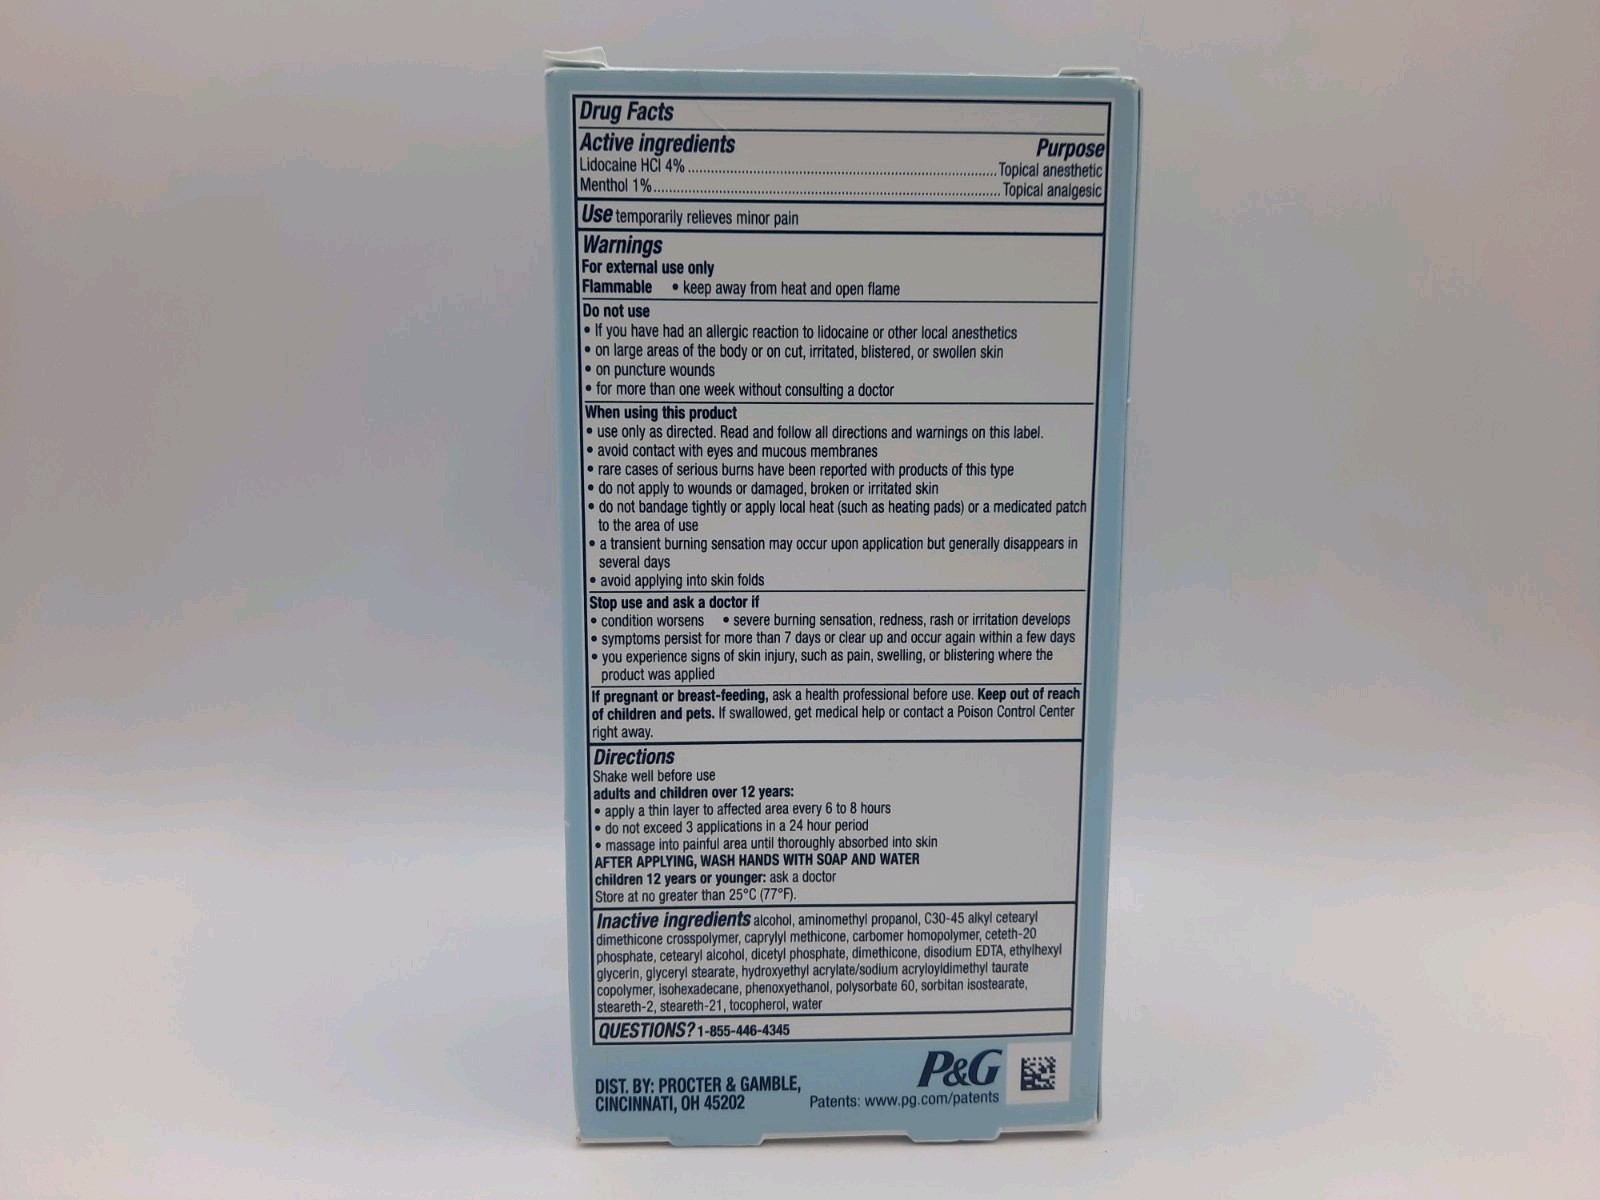 Drug Facts
Active ingredients Purpose
Lidocaine HCl 4% ........ Topical anesthetic
Menthol 1% ........ Topical analgesic
Use temporarily relieves minor pain
Warnings
For external use only
Flammable • keep away from heat and open flame
Do not use
• If you have had an allergic reaction to lidocaine or other local anesthetics
• on large areas of the body or on cut, irritated, blistered, or swollen skin
• on puncture wounds
• for more than one week without consulting a doctor
When using this product
• use only as directed. Read and follow all directions and warnings on this label.
• avoid contact with eyes and mucous membranes
• rare cases of serious burns have been reported with products of this type
• do not apply to wounds or damaged, broken or irritated skin
• do not bandage tightly or apply local heat (such as heating pads) or a medicated patch
to the area of use
• a transient burning sensation may occur upon application but generally disappears in
several days
• avoid applying into skin folds
Stop use and ask a doctor if
• condition worsens • severe burning sensation, redness, rash or irritation develops
• symptoms persist for more than 7 days or clear up and occur again within a few days
• you experience signs of skin injury, such as pain, swelling, or blistering where the
product was applied
If pregnant or breast-feeding, ask a health professional before use. Keep out of reach
of children and pets. If swallowed, get medical help or contact a Poison Control Center
right away.
Directions
Shake well before use
adults and children over 12 years:
• apply a thin layer to affected area every 6 to 8 hours
• do not exceed 3 applications in a 24 hour period
• massage into painful area until thoroughly absorbed into skin
AFTER APPLYING, WASH HANDS WITH SOAP AND WATER
children 12 years or younger: ask a doctor
Store at no greater than 25°C (77°F).
Inactive ingredients alcohol, aminomethyl propanol, C30-45 alkyl cetearyl
dimethicone crosspolymer, caprylyl methicone, carbomer homopolymer, ceteth-20
phosphate, cetearyl alcohol, dicetyl phosphate, dimethicone, disodium EDTA, ethylhexyl
glycerin, glyceryl stearate, hydroxyethyl acrylate/sodium acryloyldimethyl taurate
copolymer, isohexadecane, phenoxyethanol, polysorbate 60, sorbitan isostearate,
steareth-2, steareth-21, tocopherol, water
QUESTIONS? 1-855-446-4345
DIST. BY: PROCTER & GAMBLE,
CINCINNATI, OH 45202
P&G
Patents: www.pg.com/patents